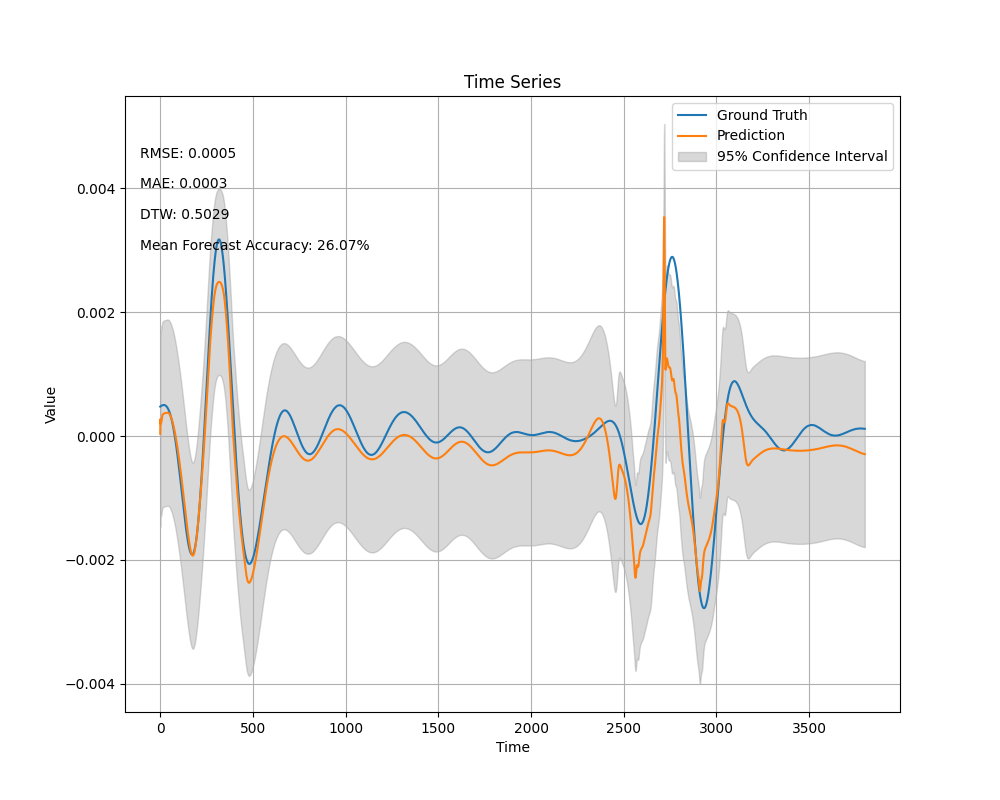 Time Series
Ground Truth
Prediction
95% Confidence Interval
RMSE: 0.0005
MAE: 0.0003
DTW: 0.5029
Mean Forecast Accuracy: 26.07%
0.004
0.002
0.000
−0.002
−0.004
Value
0 500 1000 1500 2000 2500 3000 3500
Time